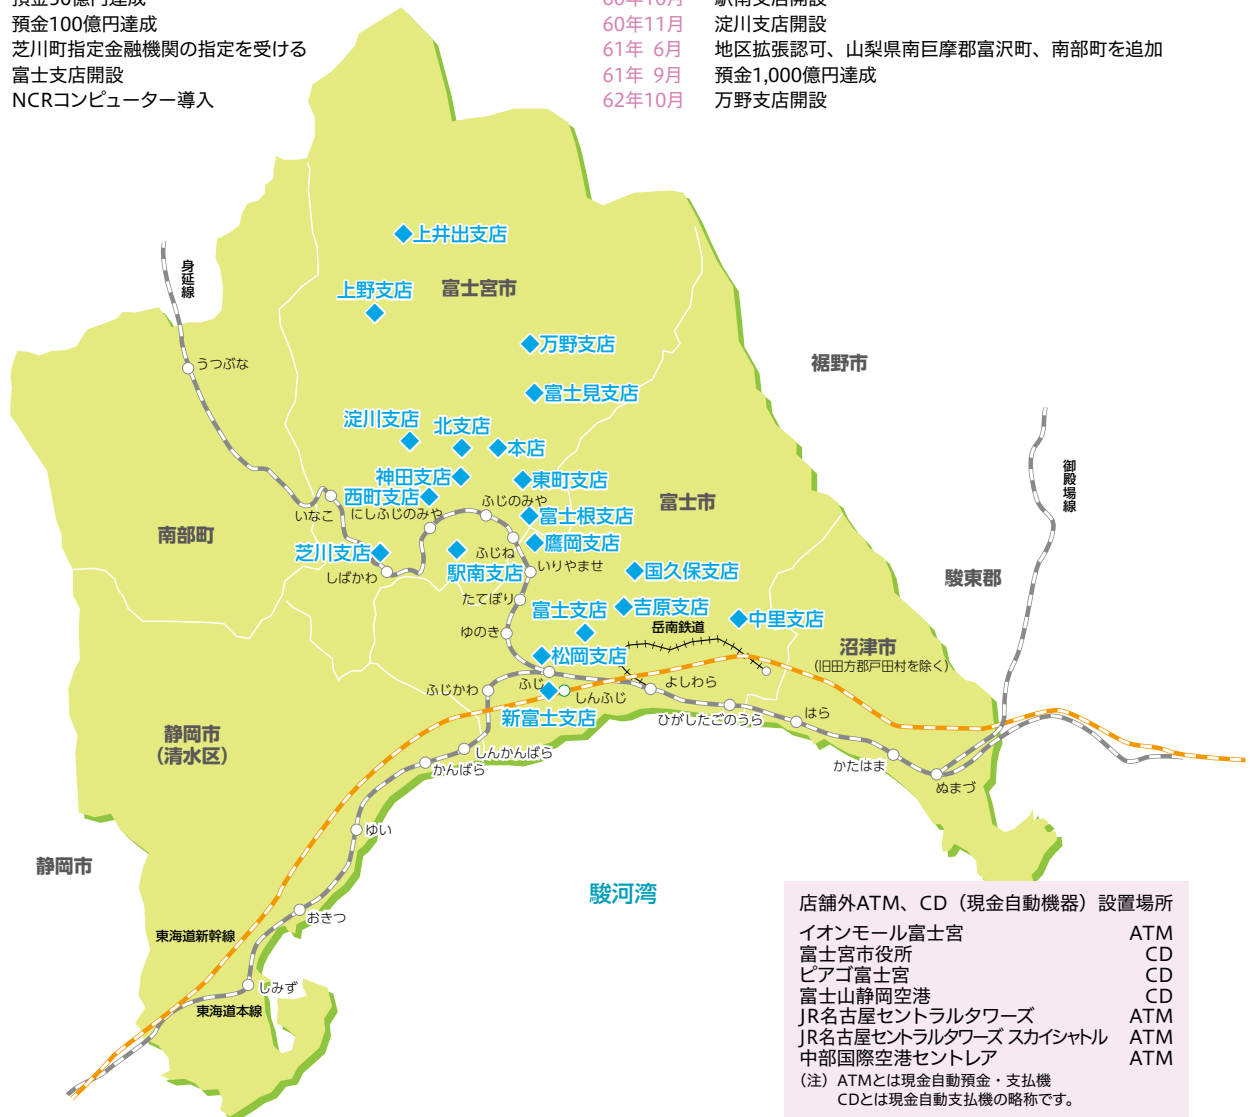 預金100億円達成
芝川町指定金融機関の指定を受ける
富士支店開設
NCRコンピューター導入
60年11月 淀川支店開設
61年 6月 地区拡張認可、山梨県南巨摩郡富沢町、南部町を追加
61年 9月 預金1,000億円達成
62年10月 万野支店開設
上井出支店
身延線
上野支店
富士宮市
万野支店
うつぶな
裾野市
富士見支店
淀川支店
北支店
本店
御殿場線
神田支店
東町支店
西町支店
ふじのみや
富士市
いなこ
にしふじのみや
富士根支店
南部町
鷹岡支店
芝川支店
ふじね
しばかわ
駅南支店
いりやませ
国久保支店
駿東郡
たてぼり
富士支店
吉原支店
中里支店
岳南鉄道
ゆのき
沼津市
(旧田方郡戸田村を除く)
松岡支店
ふじかわ
ふじ
しんふじ
よしわら
新富士支店
ひがしたごのうら
はら
静岡市
(清水区)
しんかんばら
かんばら
かたはま
ぬまづ
ゆい
静岡市
駿河湾
おきつ
東海道新幹線
しみず
東海道本線
店舗外ATM、CD（現金自動機器）設置場所
イオンモール富士宮 ATM
富士宮市役所 CD
ピアゴ富士宮 CD
富士山静岡空港 CD
JR名古屋セントラルタワーズ ATM
JR名古屋セントラルタワーズ スカイシャトル ATM
中部国際空港セントレア ATM
（注）ATMとは現金自動預金・支払機
CDとは現金自動支払機の略称です。